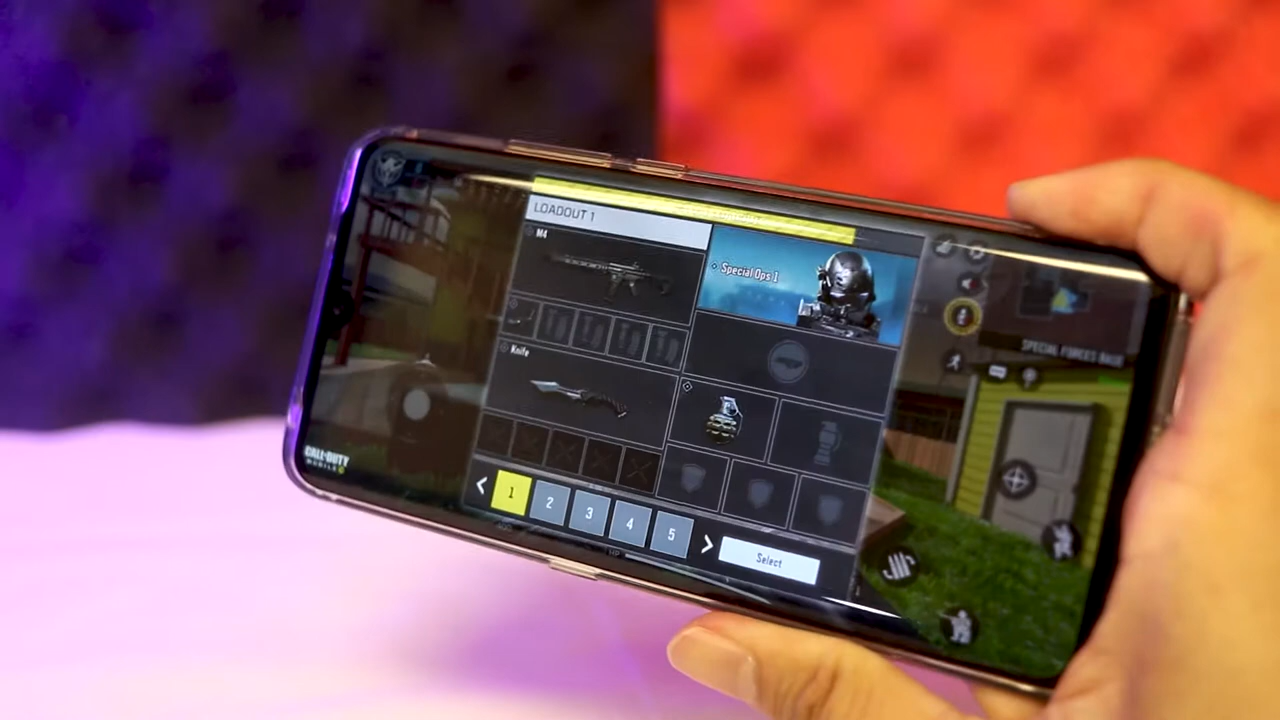 LOADOUT 1
M4
Special Ops 1
Knife
SPECIAL FORCES BASE
CALL OF DUTY
MOBILE
1
2
3
4
5
HP
Select